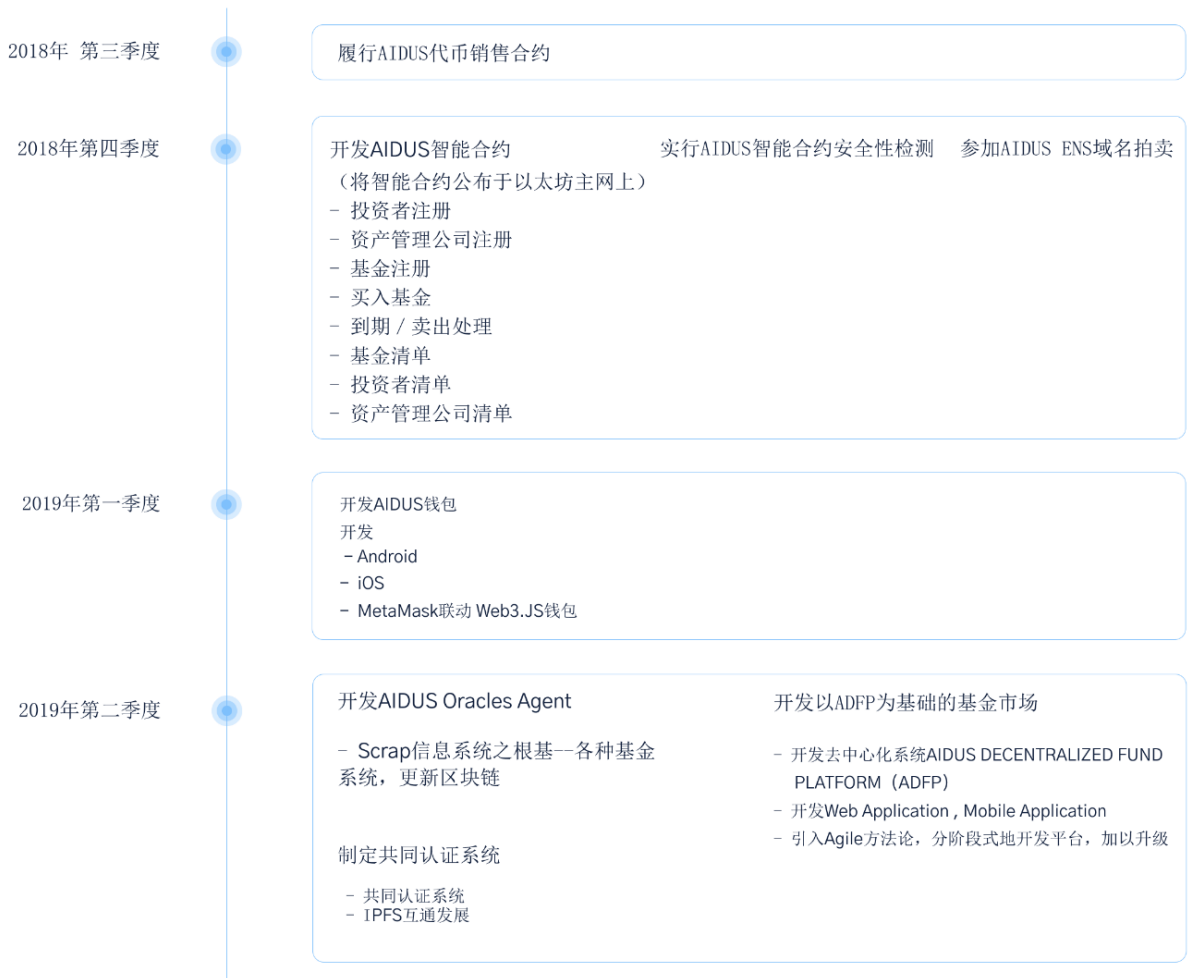 2018年 第三季度
履行AIDUS代币销售合约
2018年第四季度
开发AIDUS智能合约
（将智能合约公布于以太坊主网上）
- 投资者注册
- 资产管理公司注册
- 基金注册
- 买入基金
- 到期 / 卖出处理
- 基金清单
- 投资者清单
- 资产管理公司清单
实行AIDUS智能合约安全性检测
参加AIDUS ENS域名拍卖
2019年第一季度
开发AIDUS钱包
开发
- Android
- iOS
- MetaMask联动 Web3.JS钱包
2019年第二季度
开发AIDUS Oracles Agent
- Scrap信息系统之根基--各种基金
系统，更新区块链
制定共同认证系统
- 共同认证系统
- IPFS互通发展
开发以ADFP为基础的基金市场
- 开发去中心化系统AIDUS DECENTRALIZED FUND
PLATFORM（ADFP）
- 开发Web Application , Mobile Application
- 引入Agile方法论，分阶段式地开发平台，加以升级